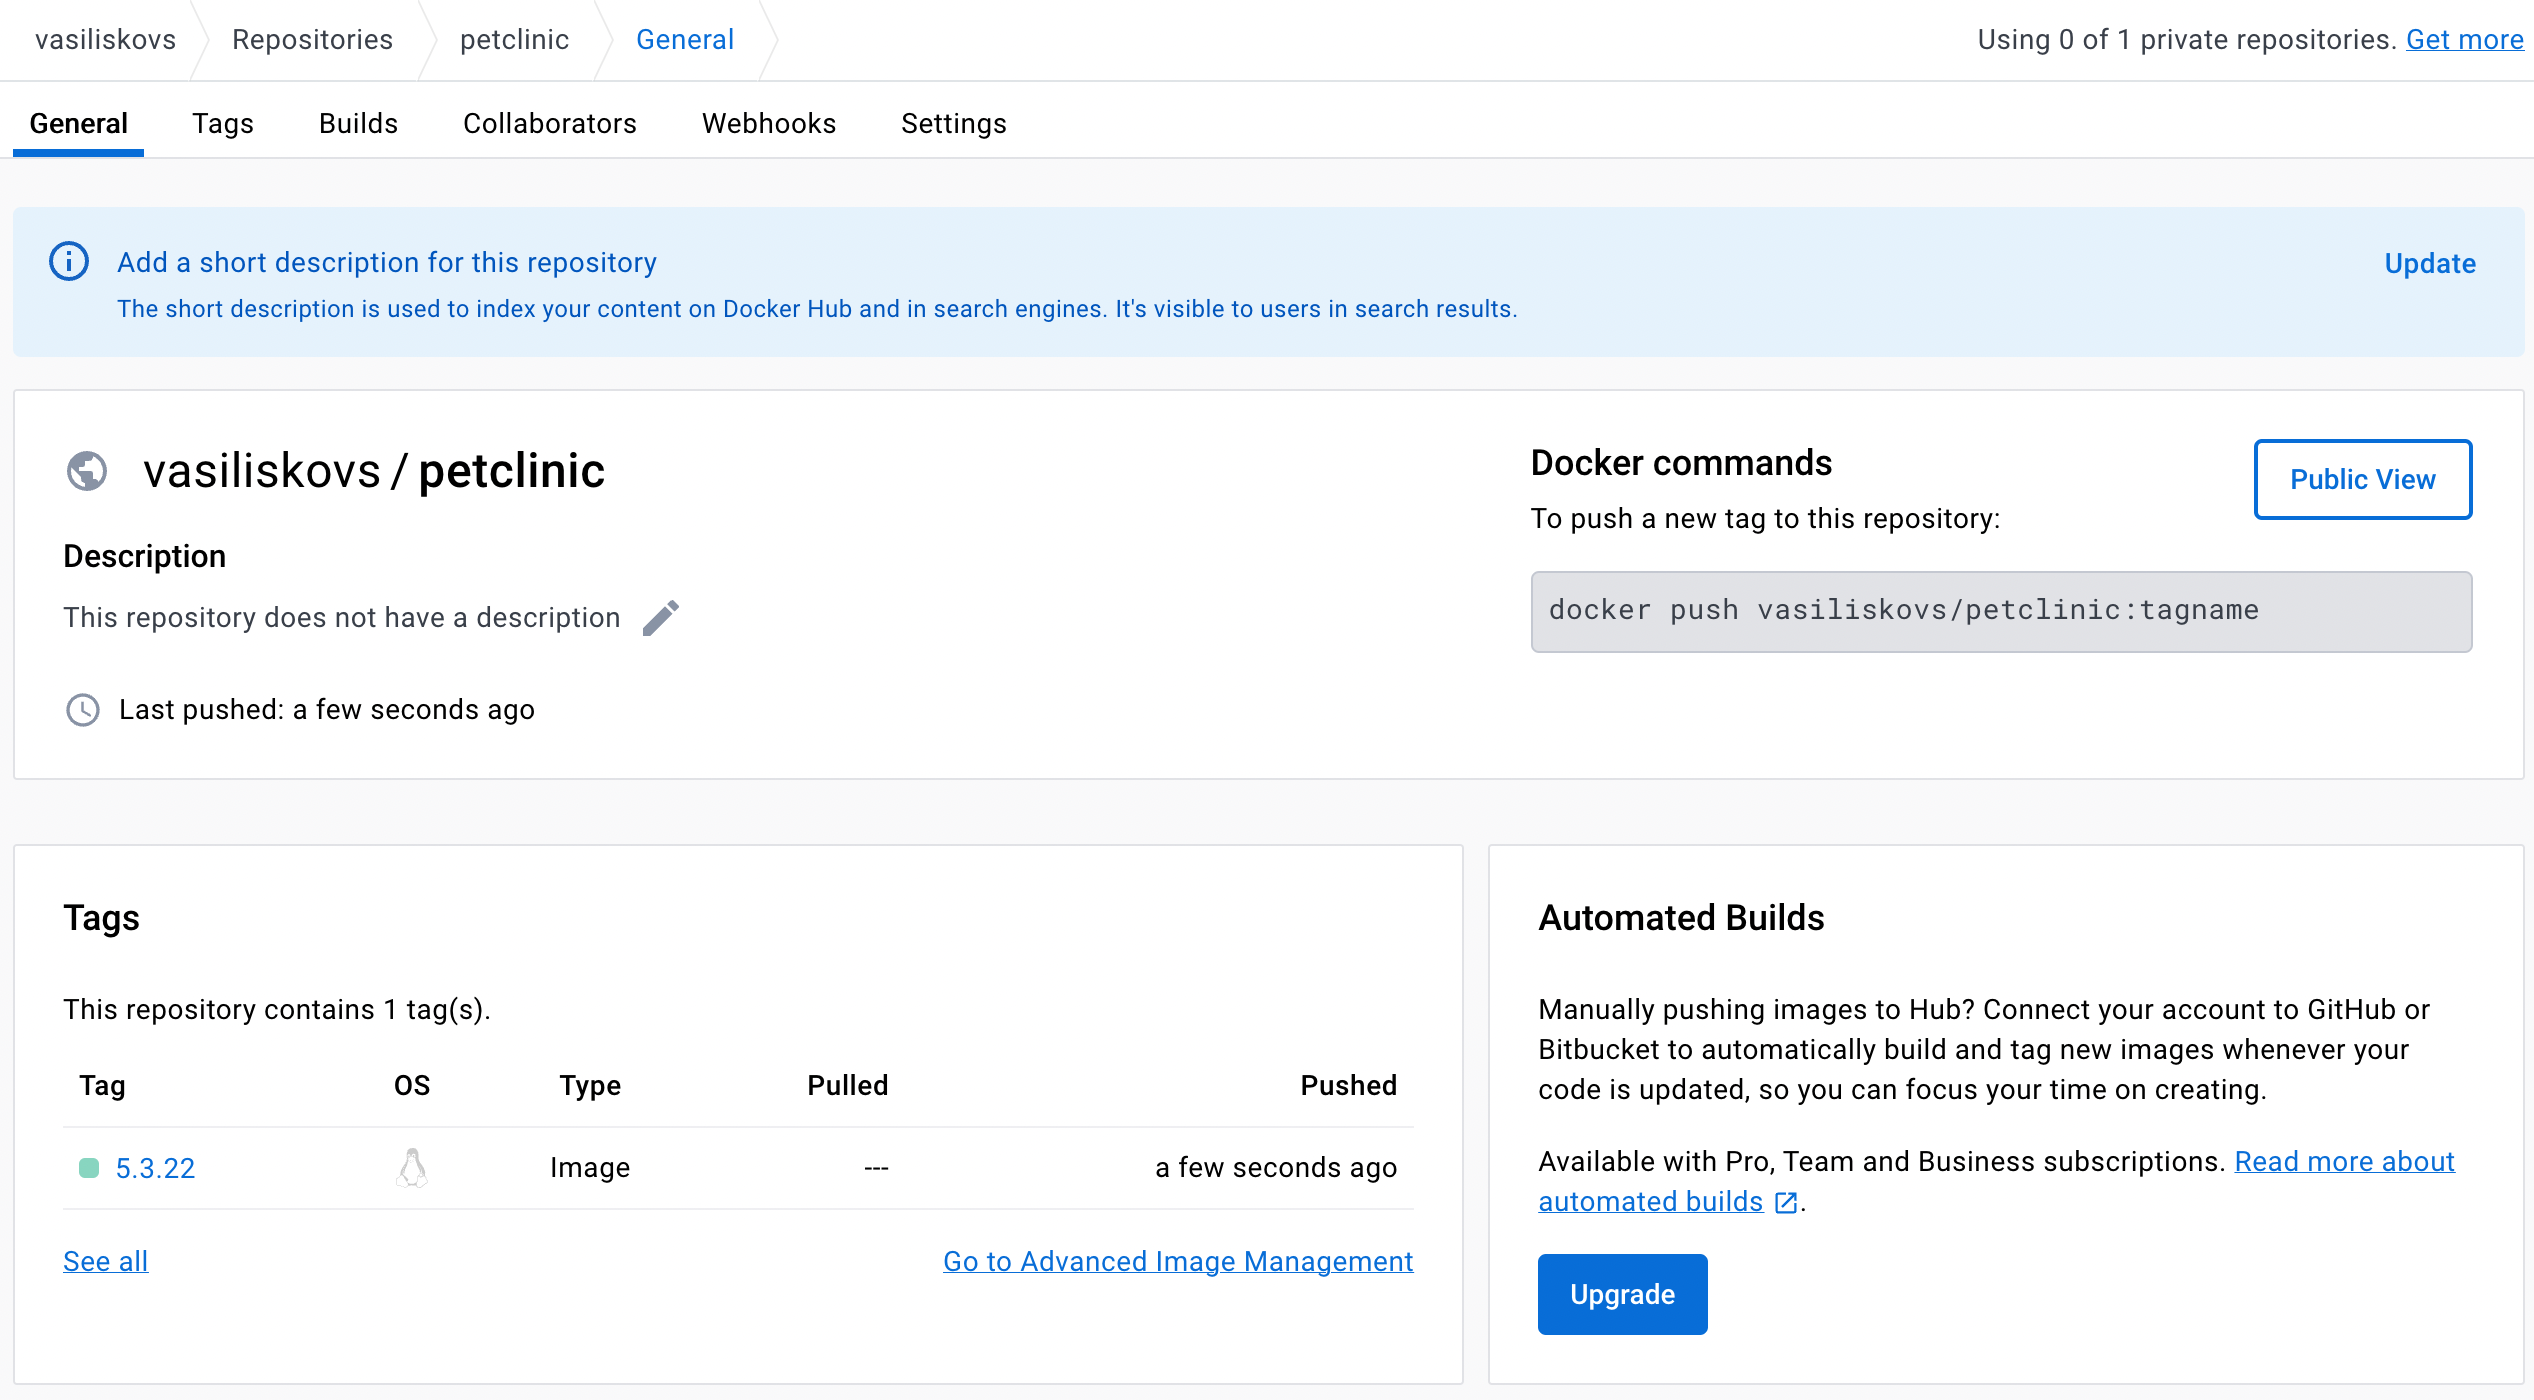 vasiliskovs
Repositories
petclinic
General
Using 0 of 1 private repositories. Get more
General
Tags
Builds
Collaborators
Webhooks
Settings
Add a short description for this repository
Update
The short description is used to index your content on Docker Hub and in search engines. It's visible to users in search results.
vasiliskovs / petclinic
Description
This repository does not have a description
Last pushed: a few seconds ago
Docker commands
Public View
To push a new tag to this repository:
docker push vasiliskovs/petclinic:tagname
Tags
This repository contains 1 tag(s).
Tag OS Type Pulled Pushed
5.3.22 Image --- a few seconds ago
See all
Go to Advanced Image Management
Automated Builds
Manually pushing images to Hub? Connect your account to GitHub or
Bitbucket to automatically build and tag new images whenever your
code is updated, so you can focus your time on creating.
Available with Pro, Team and Business subscriptions. Read more about
automated builds.
Upgrade